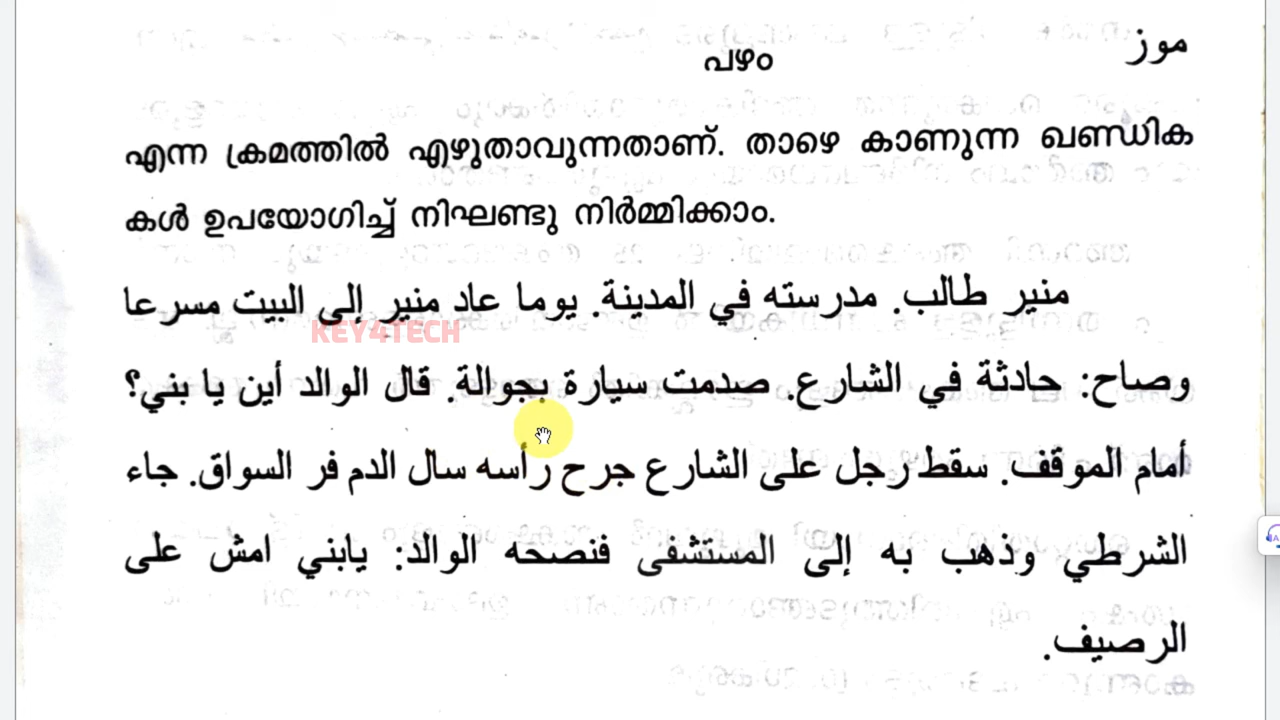 موز
പഴം
എന്ന ക്രമത്തിൽ എഴുതാവുന്നതാണ്. താഴെ കാണുന്ന ഖണ്ഡിക
കൾ ഉപയോഗിച്ച് നിഘണ്ടു നിർമ്മിക്കാം.
منير طالب. مدرسته في المدينة. يوما عاد منير إلى البيت مسرعا
KEY4TECH
وصاح: حادثة في الشارع. صدمت سيارة بجوالة. قال الوالد أين يا بني؟
أمام الموقف. سقط رجل على الشارع جرح رأسه سال الدم فر السواق. جاء
الشرطي وذهب به إلى المستشفى فنصحه الوالد: يابني امش على
الرصيف.